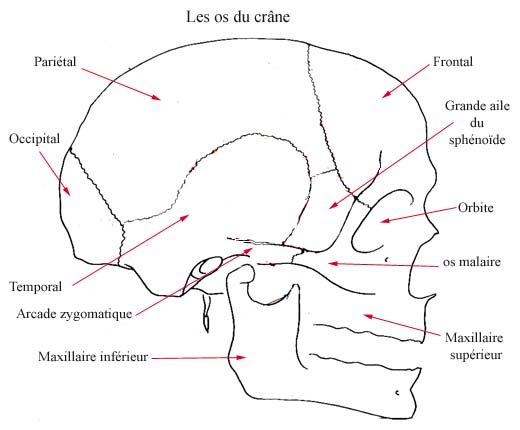 Les os du crâne
Pariétal
Frontal
Grande aile
du
sphénoïde
Occipital
Orbite
os malaire
Temporal
Arcade zygomatique
Maxillaire
supérieur
Maxillaire inférieur